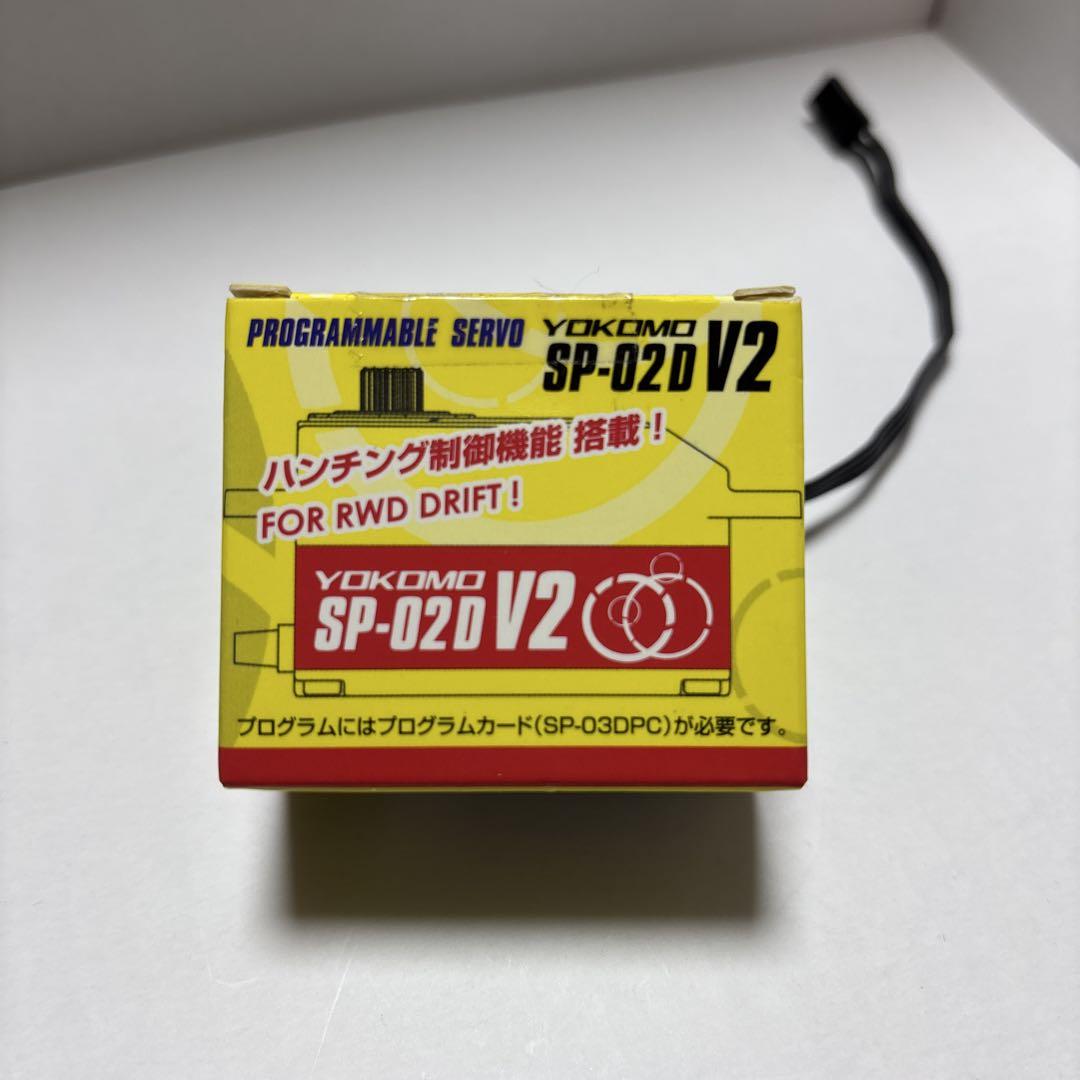 PROGRAMMABLE SERVO YOKOMO
SP-02D V2
ハンチング制御機能 搭載！
FOR RWD DRIFT！
YOKOMO
SP-02D V2
プログラムにはプログラムカード(SP-03DPC)が必要です。